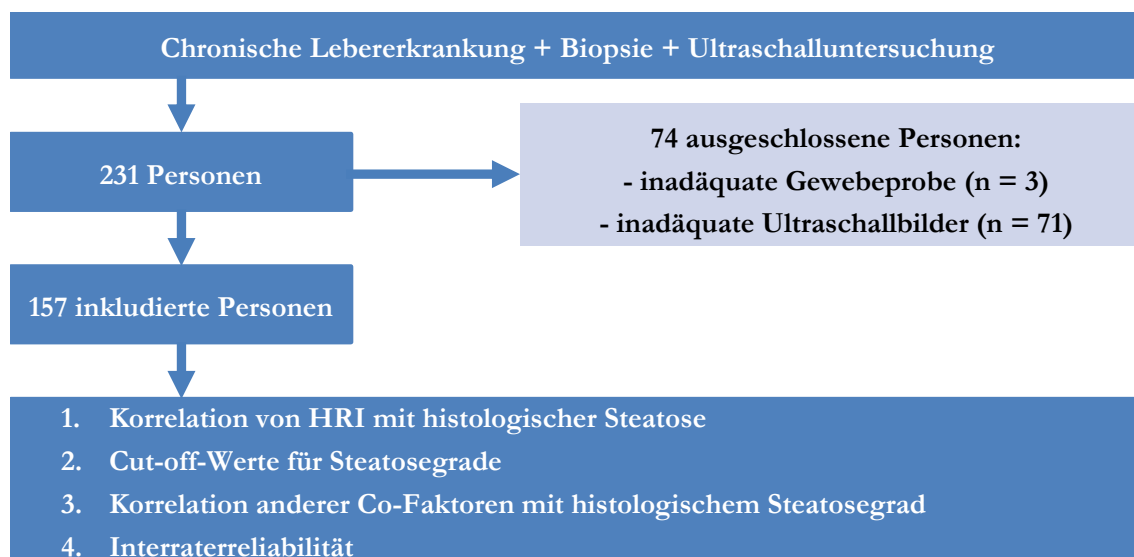 Chronische Lebererkrankung + Biopsie + Ultraschalluntersuchung
231 Personen
74 ausgeschlossene Personen:
- inadäquate Gewebeprobe (n = 3)
- inadäquate Ultraschallbilder (n = 71)
157 inkludierte Personen
1. Korrelation von HRI mit histologischer Steatose
2. Cut-off-Werte für Steatosegrade
3. Korrelation anderer Co-Faktoren mit histologischem Steatosegrad
4. Interraterreliabilität